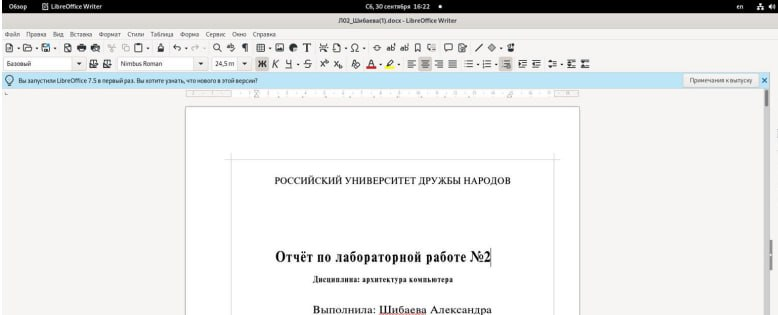 Обзор LibreOffice Writer Сб, 30 сентября 16:22 en
Л02_Шибаева(1).docx - LibreOffice Writer
Файл Правка Вид Вставка Формат Стили Таблица Форма Сервис Окно Справка
Базовый Nimbus Roman 24,5 пт Ж К Ч S
Вы запустили LibreOffice 7.5 в первый раз. Вы хотите узнать, что нового в этой версии? Примечания к выпуску
РОССИЙСКИЙ УНИВЕРСИТЕТ ДРУЖБЫ НАРОДОВ
Отчёт по лабораторной работе №2
Дисциплина: архитектура компьютера
Выполнила: Шибаева Александра